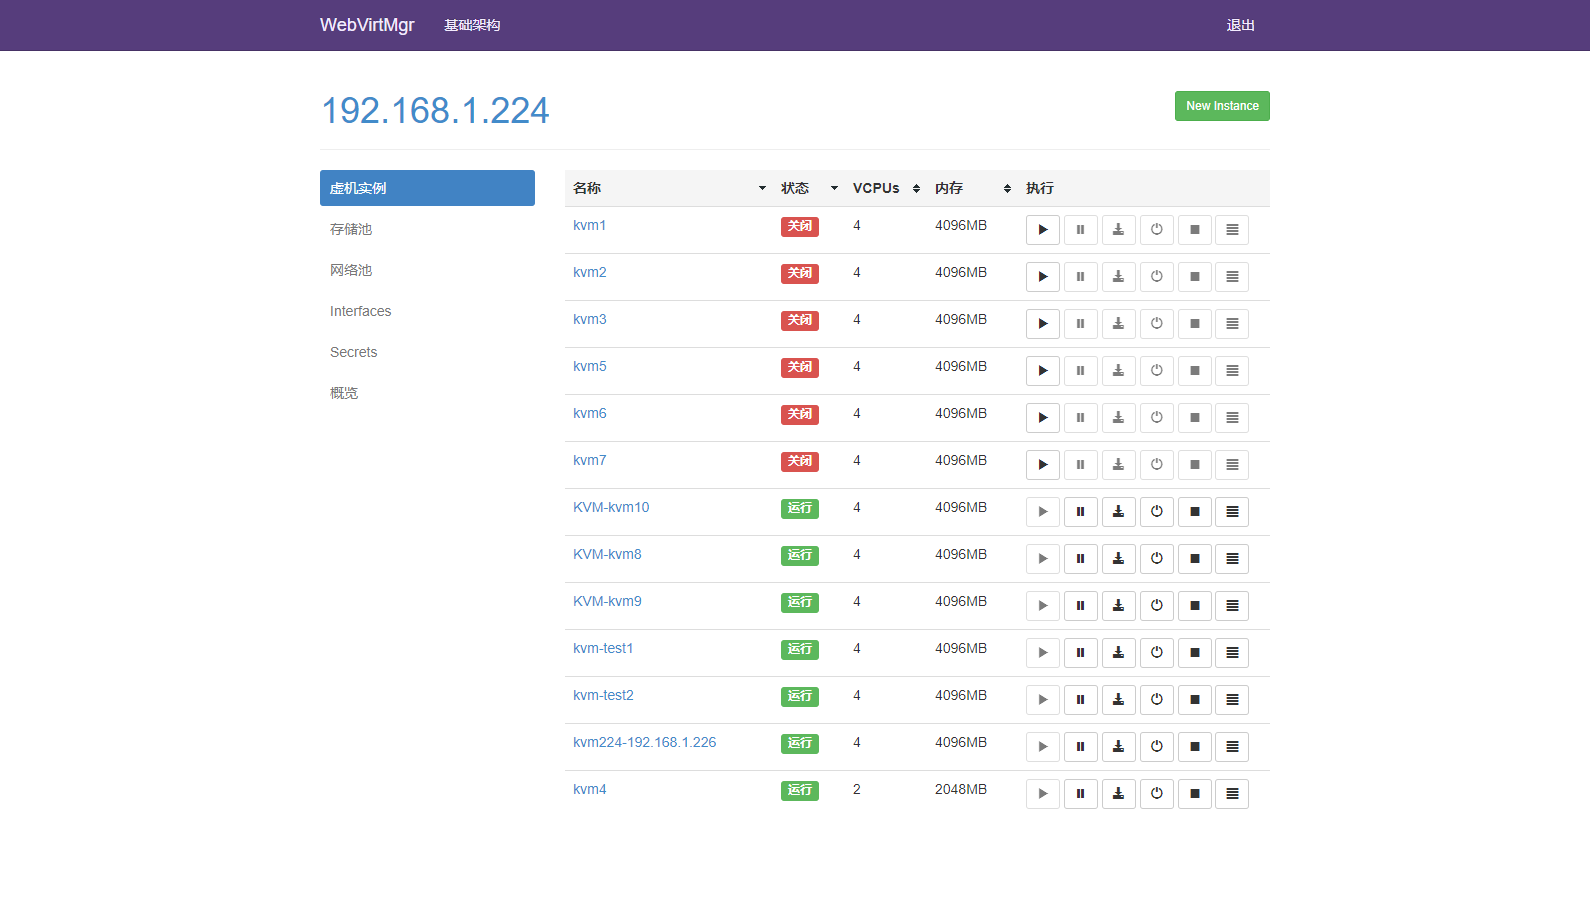 WebVirtMgr 基础架构 退出
192.168.1.224 New Instance
虚机实例
存储池
网络池
Interfaces
Secrets
概览
名称 状态 VCPUs 内存 执行
kvm1 关闭 4 4096MB
kvm2 关闭 4 4096MB
kvm3 关闭 4 4096MB
kvm5 关闭 4 4096MB
kvm6 关闭 4 4096MB
kvm7 关闭 4 4096MB
KVM-kvm10 运行 4 4096MB
KVM-kvm8 运行 4 4096MB
KVM-kvm9 运行 4 4096MB
kvm-test1 运行 4 4096MB
kvm-test2 运行 4 4096MB
kvm224-192.168.1.226 运行 4 4096MB
kvm4 运行 2 2048MB